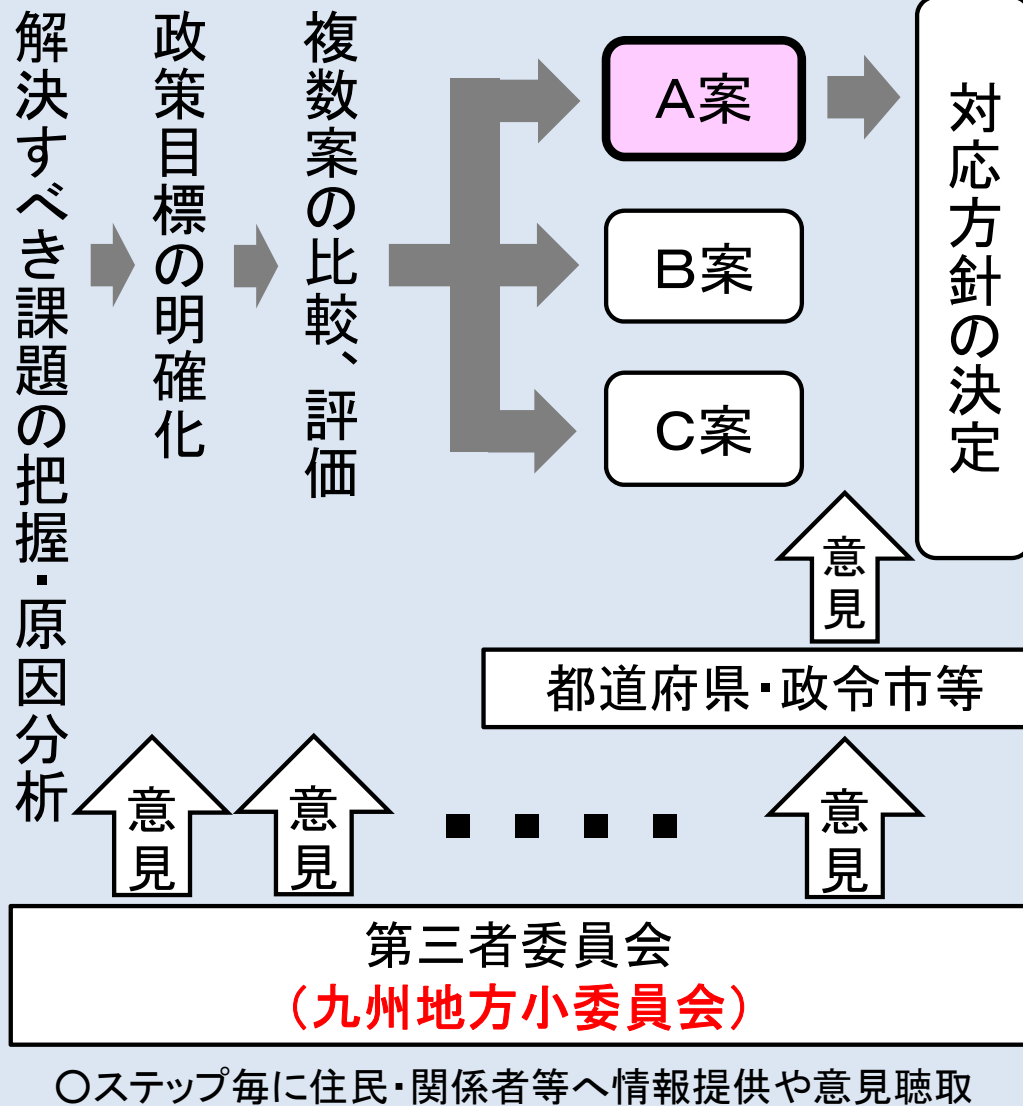 解決すべき課題の把握・原因分析
政策目標の明確化
複数案の比較、評価
A案
B案
C案
対応方針の決定
意見
都道府県・政令市等
意見
意見
意見
第三者委員会
（九州地方小委員会）
○ステップ毎に住民・関係者等へ情報提供や意見聴取